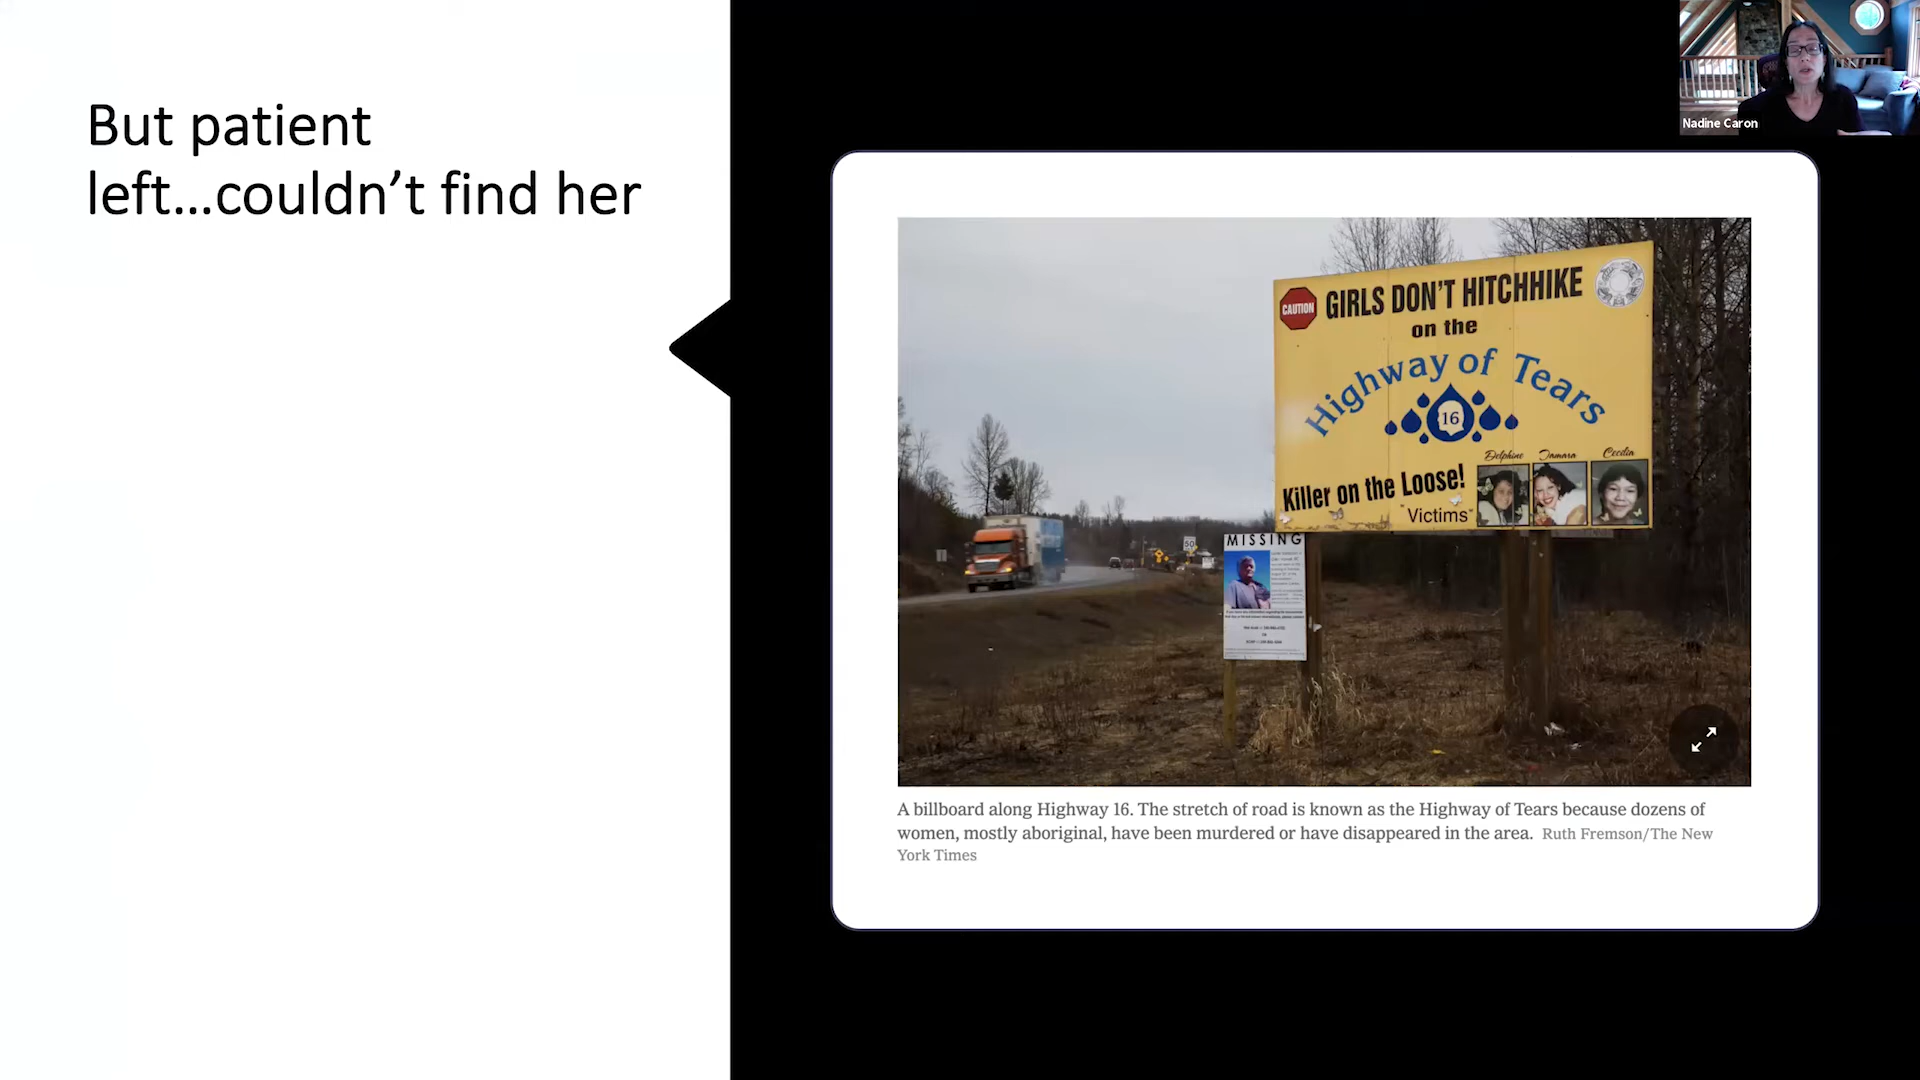 But patient
left...couldn't find her
Nadine Caron
CAUTION
GIRLS DON'T HITCHHIKE
on the
Highway of Tears
16
Delphine Tamara Cecilia
Killer on the Loose!
"Victims"
50
MISSING
A billboard along Highway 16. The stretch of road is known as the Highway of Tears because dozens of
women, mostly aboriginal, have been murdered or have disappeared in the area. Ruth Fremson/The New
York Times